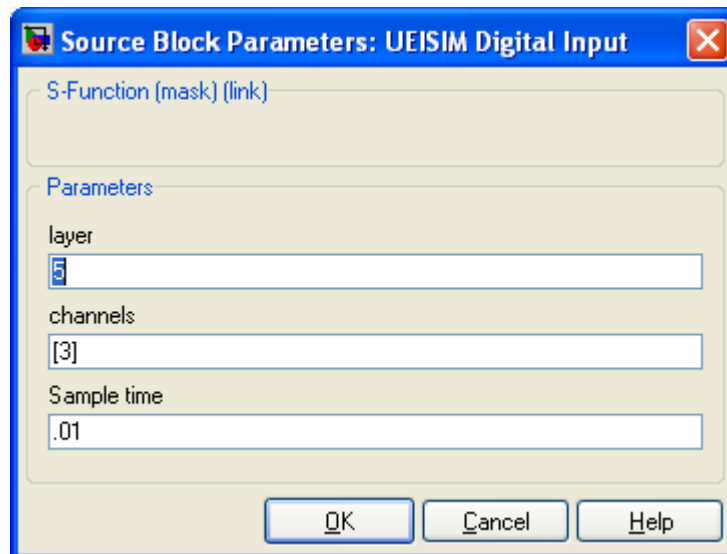 Source Block Parameters: UEISIM Digital Input
S-Function (mask) (link)
Parameters
layer
5
channels
[3]
Sample time
.01
OK Cancel Help